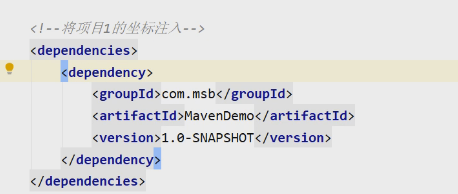 <!--将项目1的坐标注入-->
<dependencies>
<dependency>
<groupId>com.msb</groupId>
<artifactId>MavenDemo</artifactId>
<version>1.0-SNAPSHOT</version>
</dependency>
</dependencies>